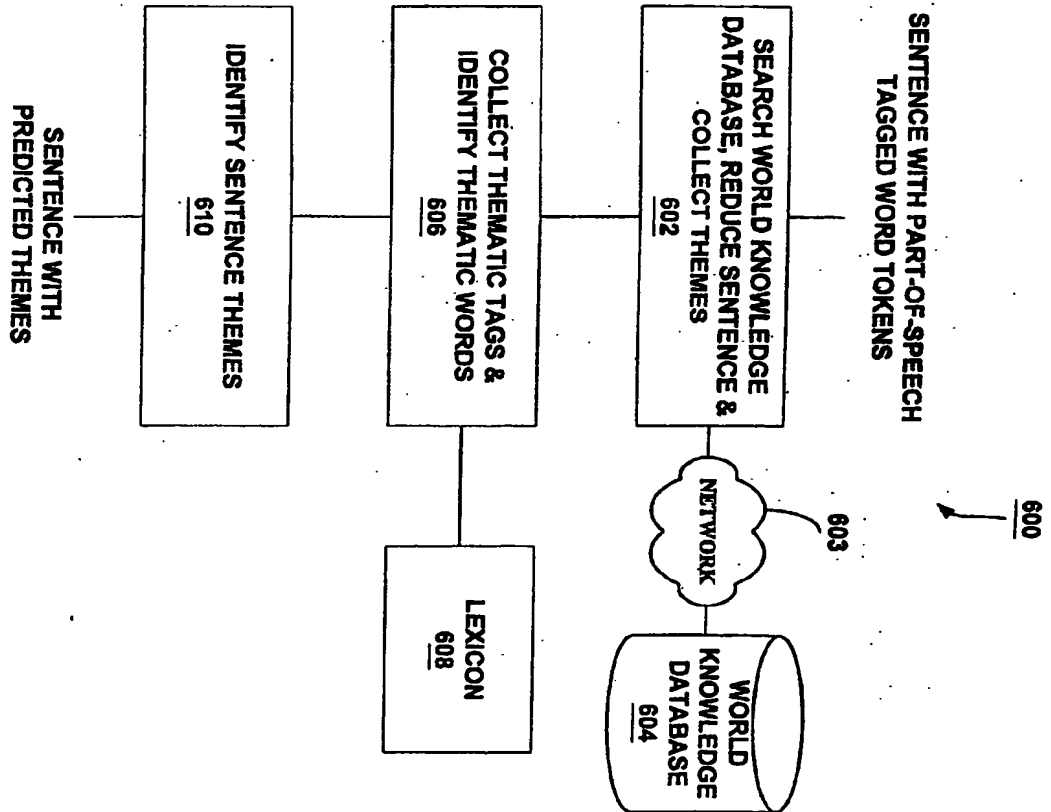 600
SENTENCE WITH PART-OF-SPEECH
TAGGED WORD TOKENS
SEARCH WORLD KNOWLEDGE
DATABASE, REDUCE SENTENCE &
COLLECT THEMES
602
603
NETWORK
WORLD
KNOWLEDGE
DATABASE
604
COLLECT THEMATIC TAGS &
IDENTIFY THEMATIC WORDS
606
LEXICON
608
IDENTIFY SENTENCE THEMES
610
SENTENCE WITH
PREDICTED THEMES